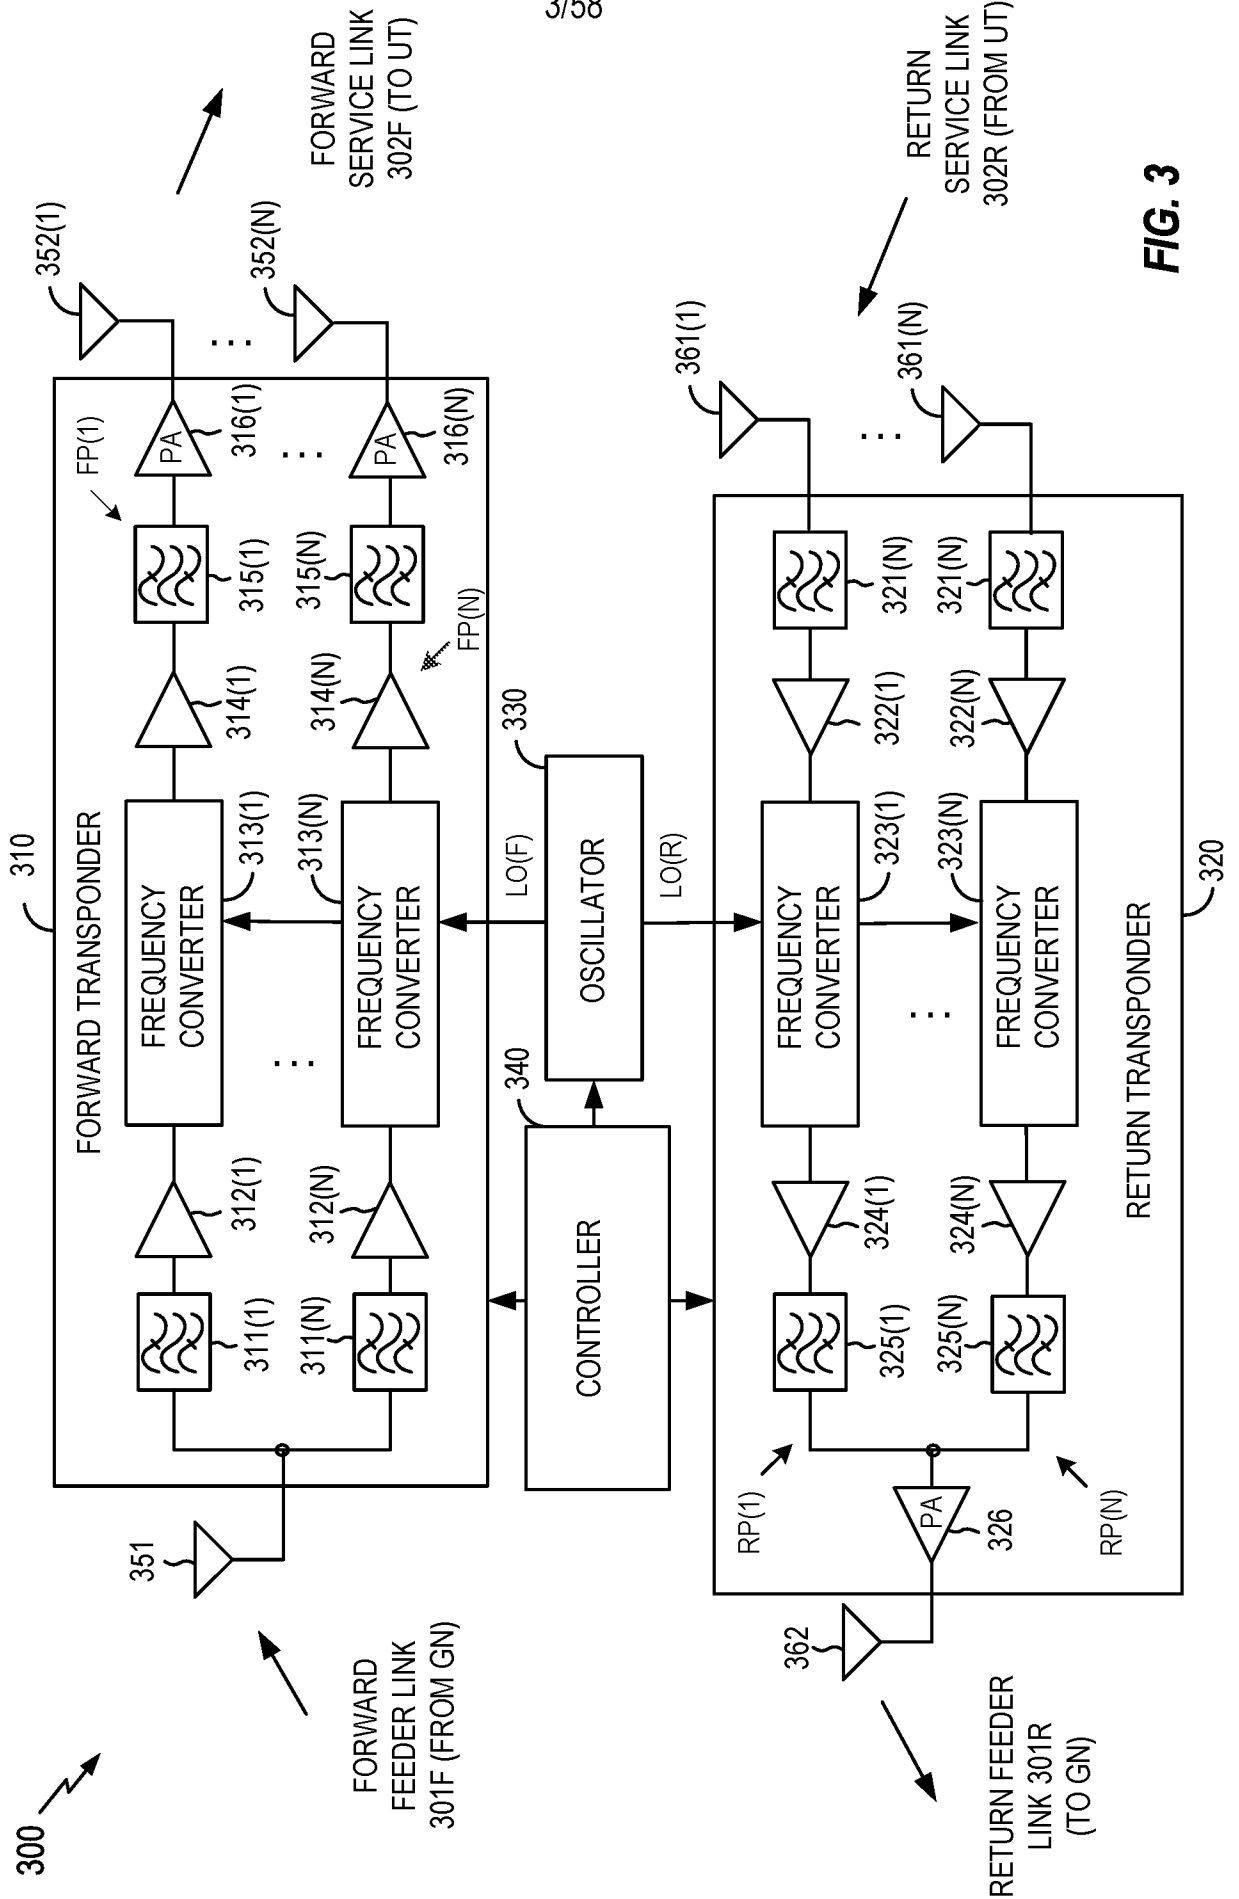 3/58
300
FORWARD
FEEDER LINK
301F (FROM GN)
351
310
FORWARD TRANSPONDER
311(1)
312(1)
FREQUENCY
CONVERTER
313(1)
314(1)
315(1)
FP(1)
PA
316(1)
352(1)
. . .
. . .
. . .
311(N)
312(N)
FREQUENCY
CONVERTER
313(N)
314(N)
315(N)
FP(N)
PA
316(N)
352(N)
FORWARD
SERVICE LINK
302F (TO UT)
CONTROLLER
340
OSCILLATOR
330
LO(F)
LO(R)
RETURN
SERVICE LINK
302R (FROM UT)
361(1)
321(N)
322(1)
FREQUENCY
CONVERTER
323(1)
324(1)
325(1)
RP(1)
. . .
. . .
361(N)
321(N)
322(N)
FREQUENCY
CONVERTER
323(N)
324(N)
325(N)
RP(N)
PA
326
362
RETURN TRANSPONDER
320
RETURN FEEDER
LINK 301R
(TO GN)
FIG. 3